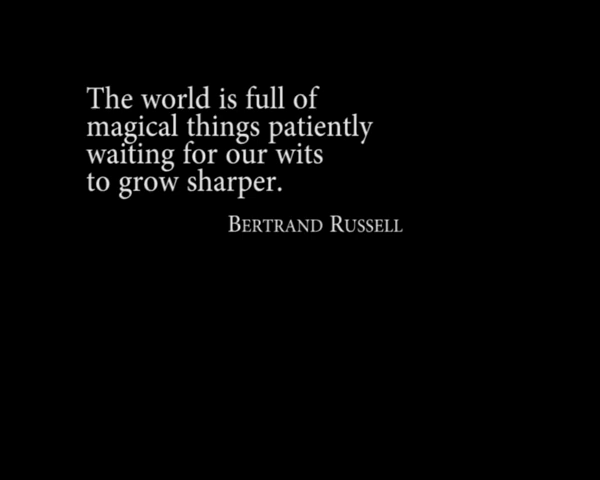 The world is full of
magical things patiently
waiting for our wits
to grow sharper.
BERTRAND RUSSELL